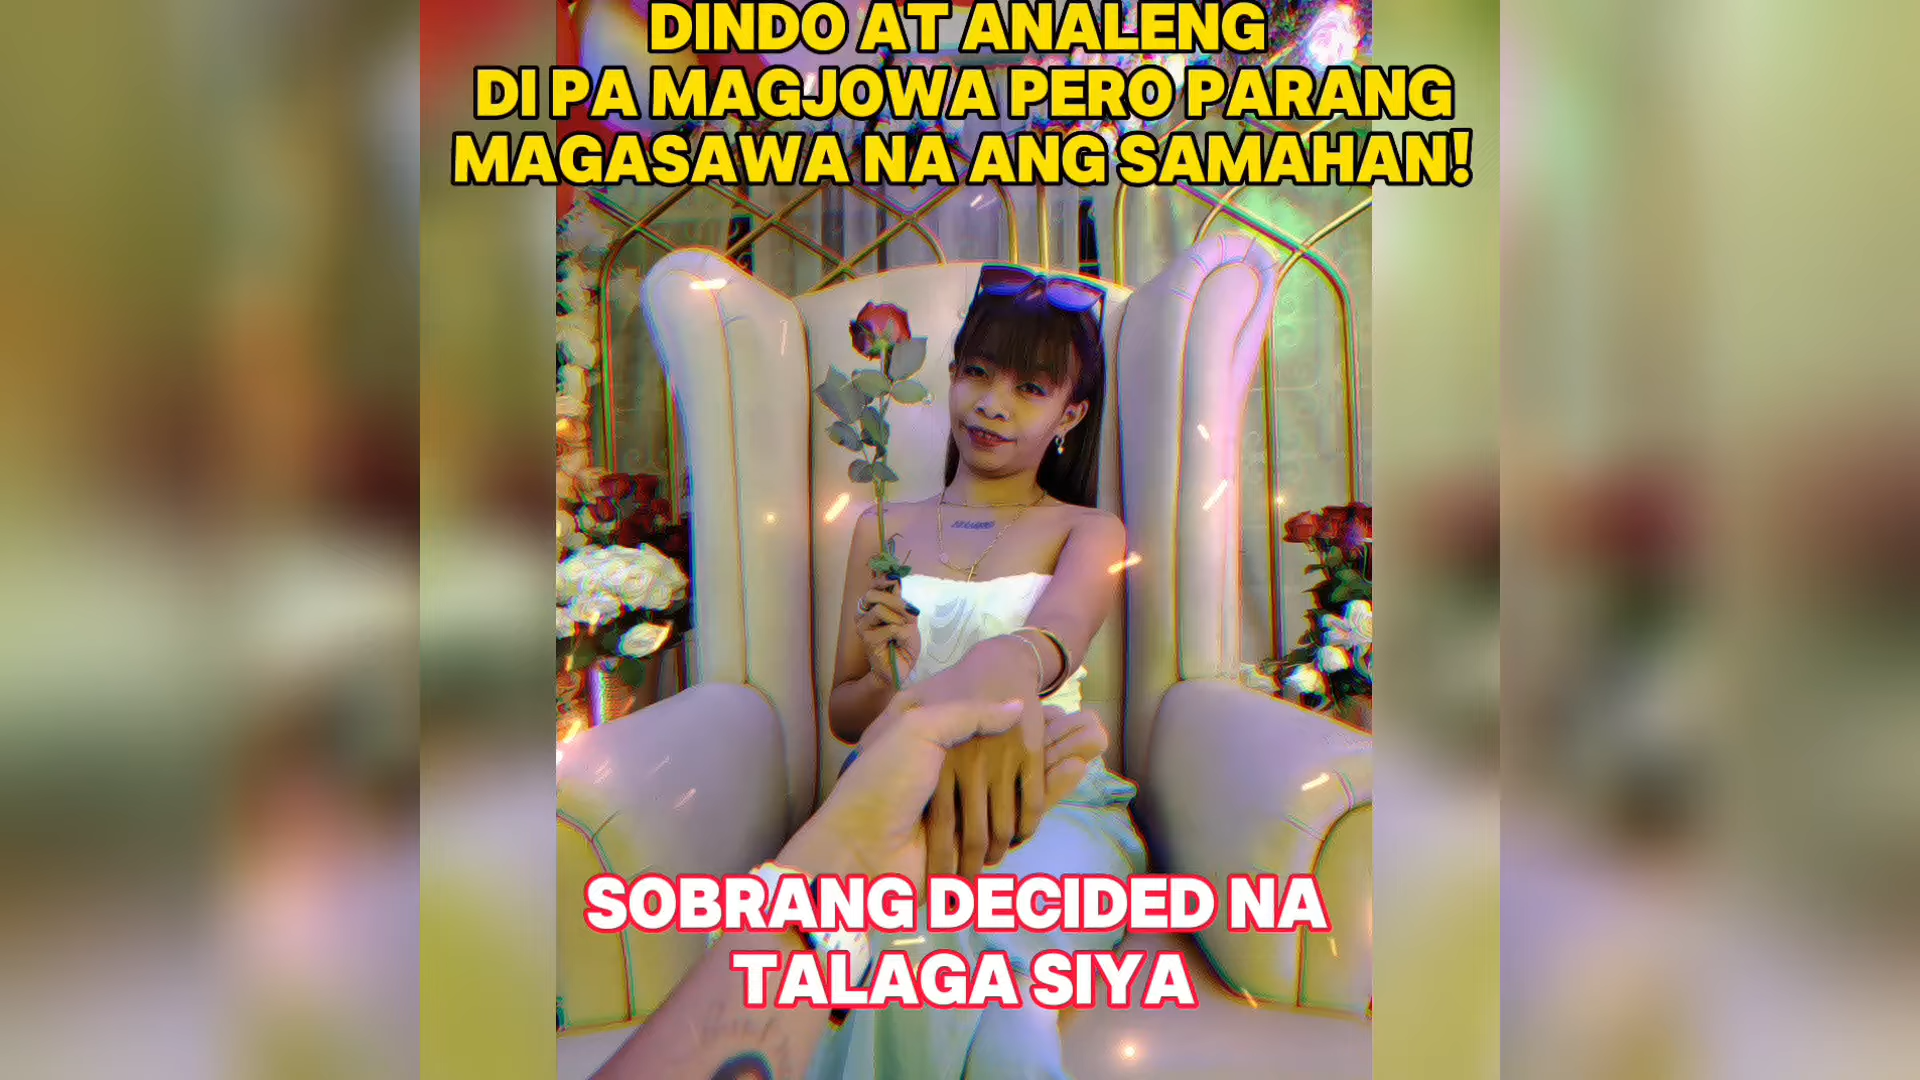 DINDO AT ANALENG
DI PA MAGJOWA PERO PARANG
MAGASAWA NA ANG SAMAHAN!
SOBRANG DECIDED NA
TALAGA SIYA